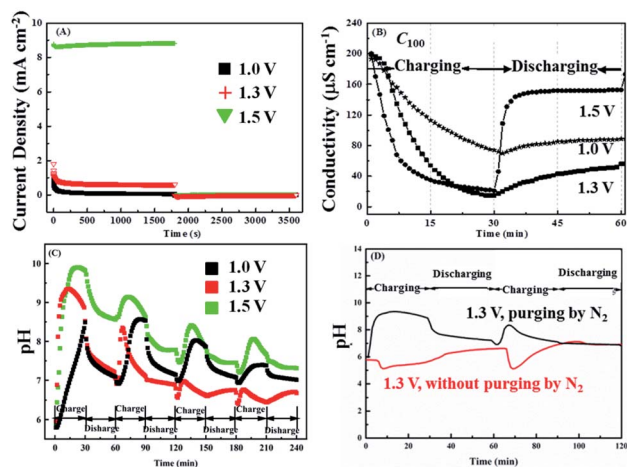 (A)
1.0 V
1.3 V
1.5 V
Current Density (mA cm-2)
10
8
6
4
2
0
0 500 1000 1500 2000 2500 3000 3500
Time (s)
(B)
C100
Charging Discharging
1.5 V
1.0 V
1.3 V
Conductivity (μS cm-1)
240
200
160
120
80
40
0
0 15 30 45 60
Time (min)
(C)
1.0 V
1.3 V
1.5 V
pH
10
9
8
7
6
Charge Charge Charge Charge
Disharge Disharge Disharge Disharge
0 30 60 90 120 150 180 210 240
Time (min)
(D)
Discharging Discharging
Charging Charging
1.3 V, purging by N2
1.3 V, without purging by N2
pH
12
10
8
6
4
2
0
0 20 40 60 80 100 120
Time (min)